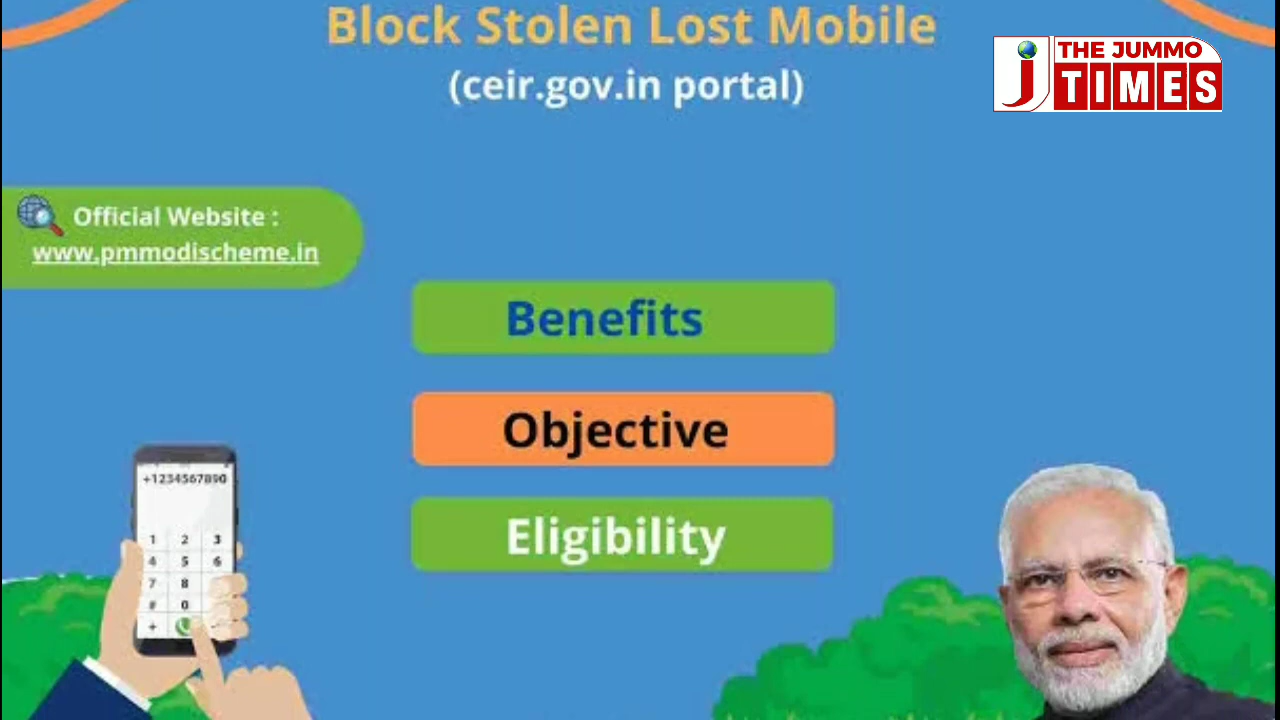 Block Stolen Lost Mobile
(ceir.gov.in portal)
J THE JUMMO
TIMES
Official Website :
www.pmmodischeme.in
Benefits
Objective
Eligibility
+1234567890
1 2 3
4 5 6
7 8
# 0
+